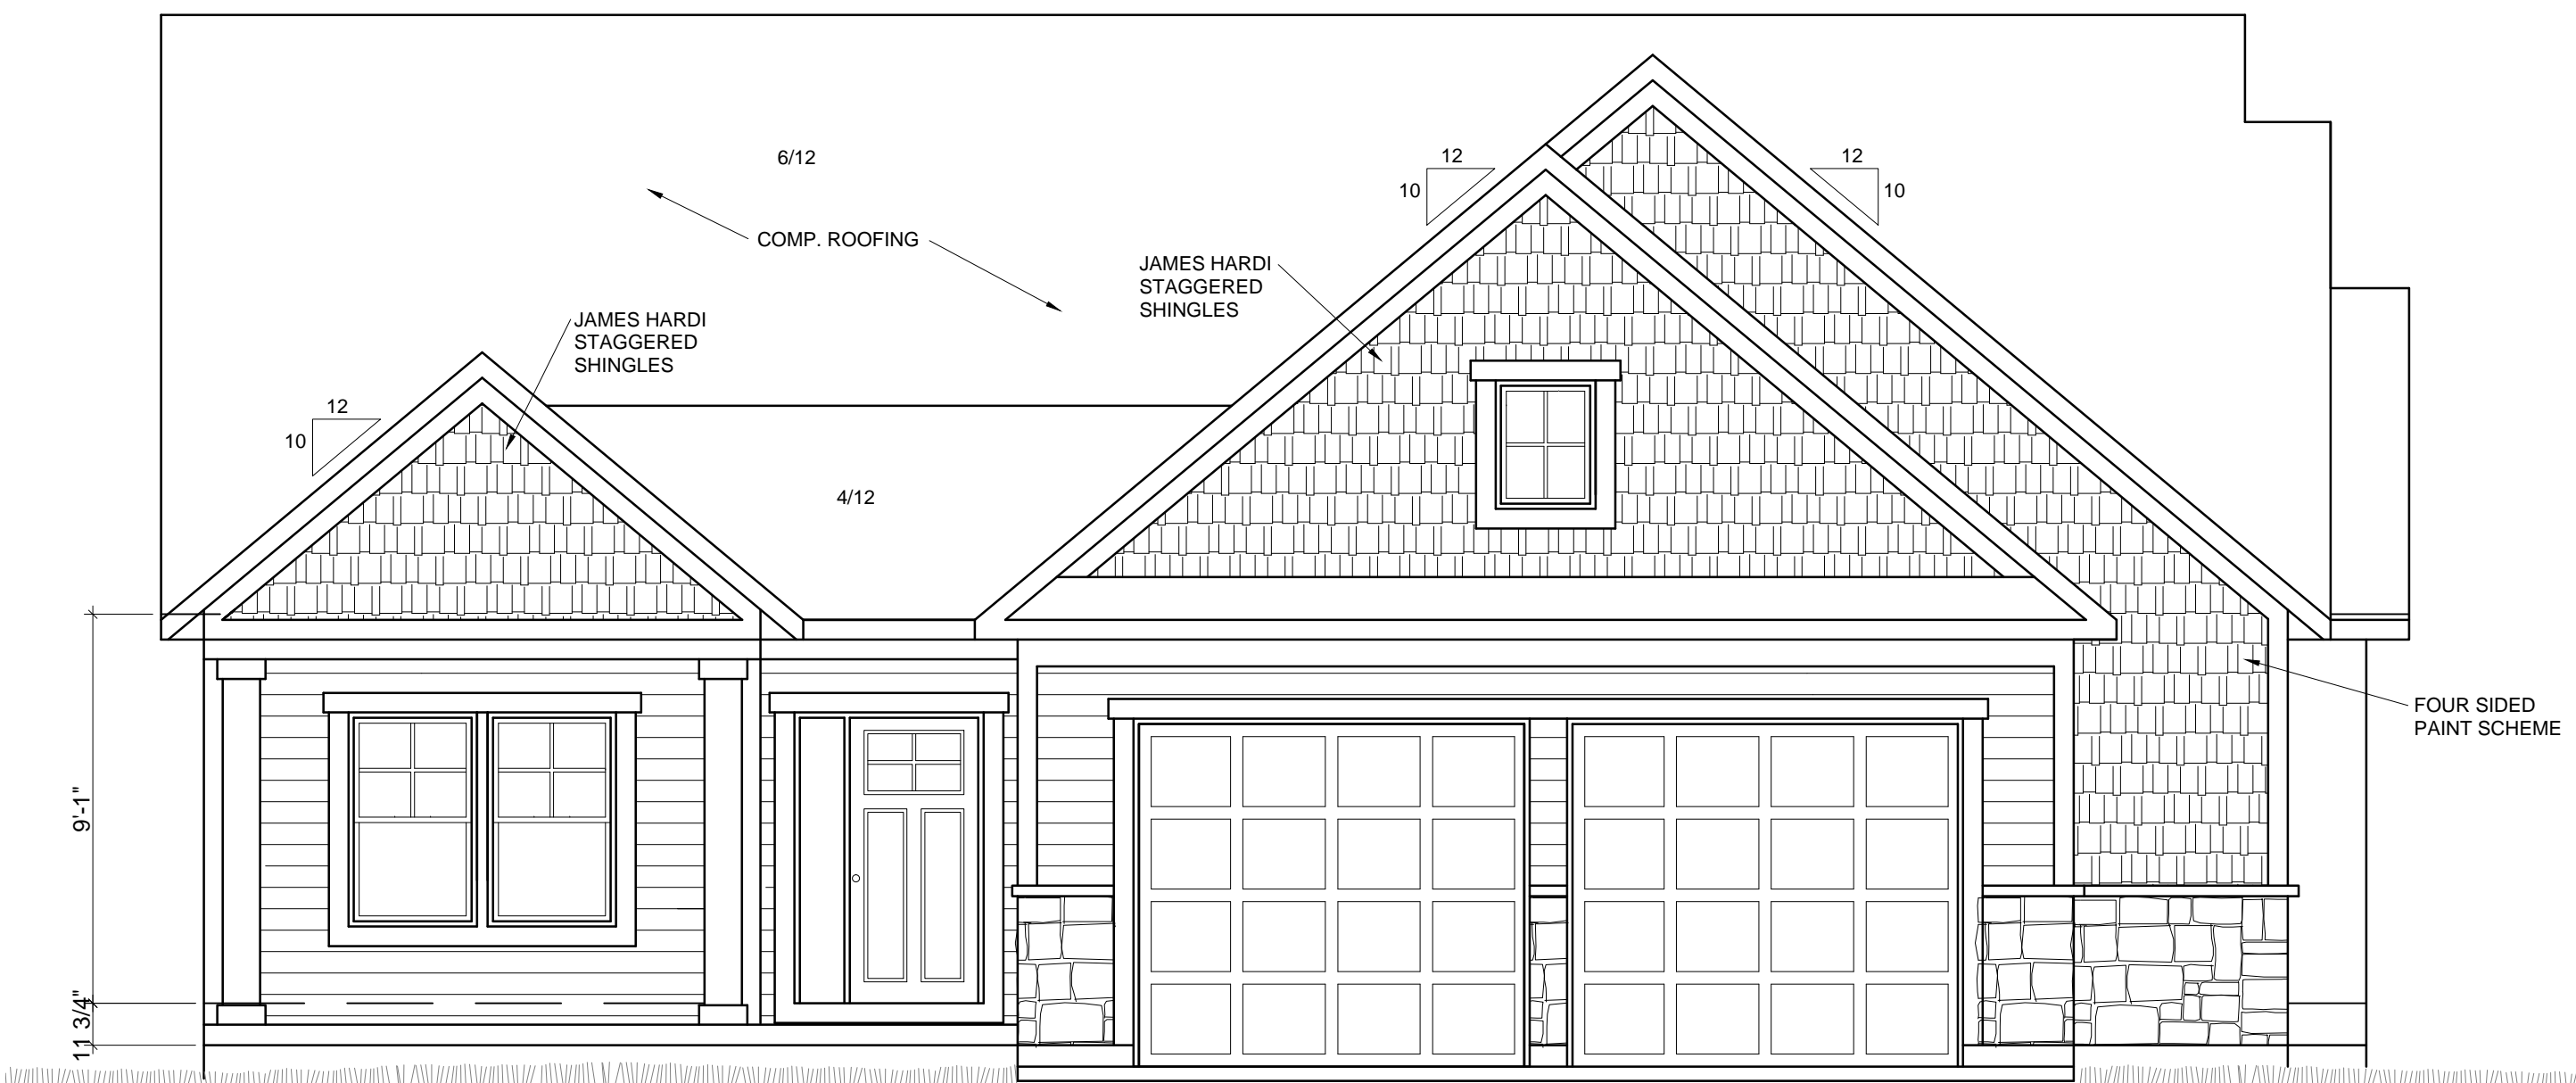 6/12
COMP. ROOFING
12
10
12
10
JAMES HARDI
STAGGERED
SHINGLES
JAMES HARDI
STAGGERED
SHINGLES
12
10
4/12
FOUR SIDED
PAINT SCHEME
9'-1"
11 3/4"